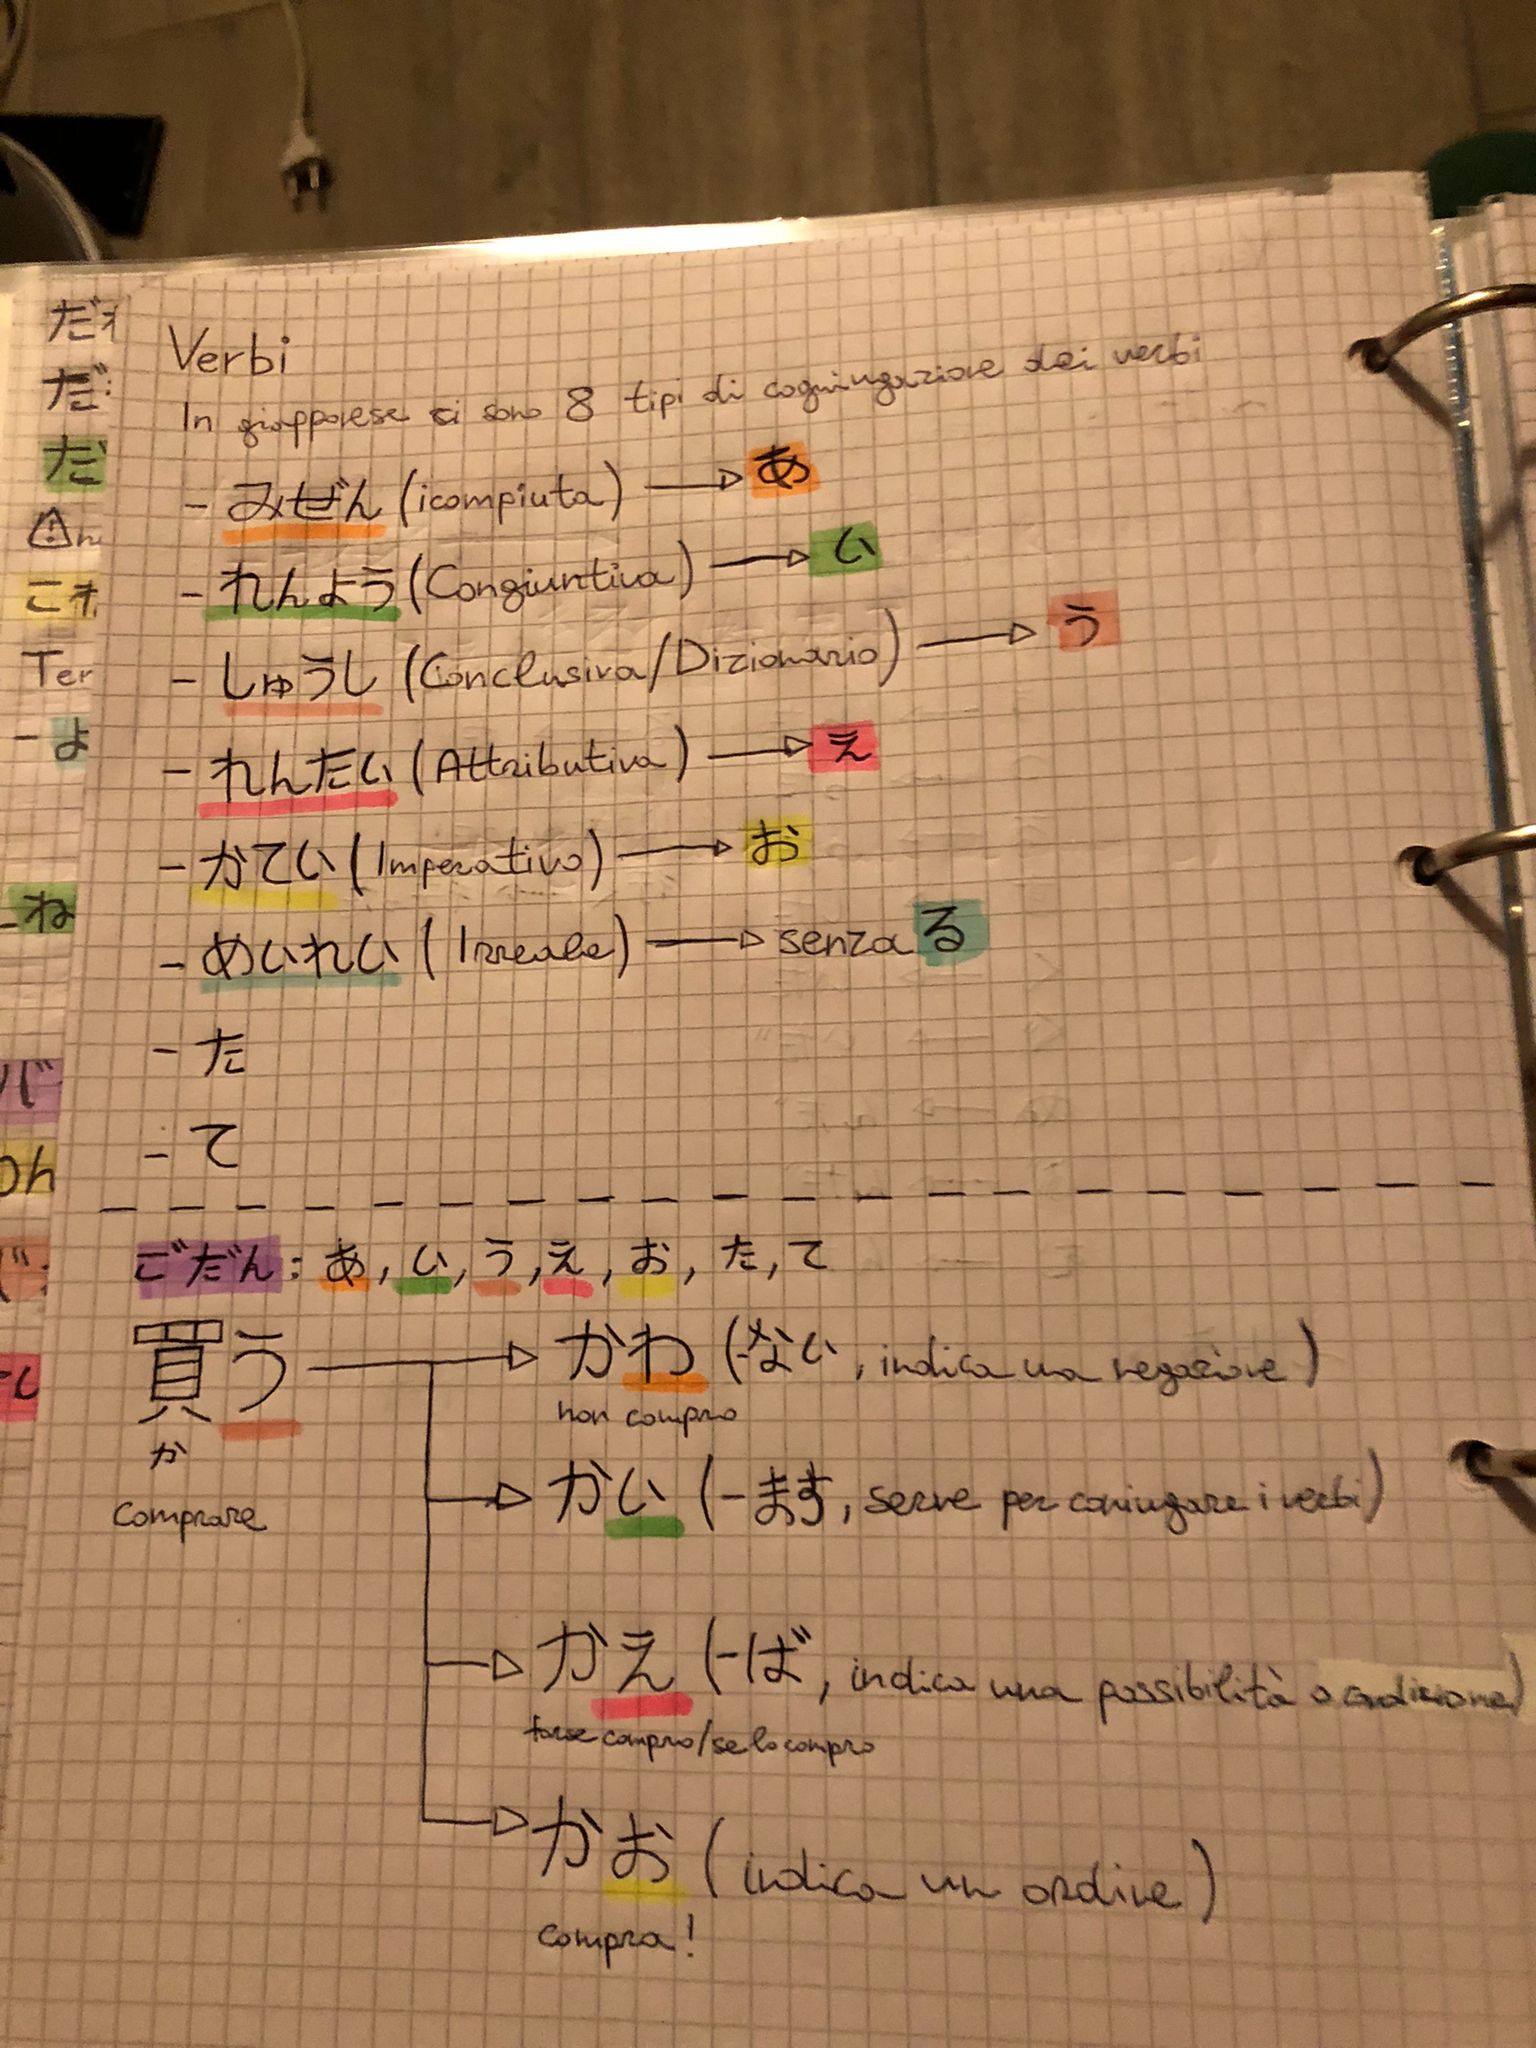 Verbi
In giapponese ci sono 8 tipi di cogniugazione dei verbi
- みぜん (icompiuta) → あ
- れんよう (Congiuntiva) → い
- しゅうし (Conclusiva/Dizionario) → う
- れんたい (Attributiva) → え
- かてい (Imperativo) → お
- めいれい (Irreale) → senza る
- た
- て
ごだん: あ, い, う, え, お, た, て
買う → かわ (-ない, indica una negazione)
か
non compro
comprare
→ かい (-ます, serve per coniugare i verbi)
→ かえ (-ば, indica una possibilità o condizione)
forse compro/se lo compro
→ かお (indica un ordine)
compra!
だ
だ
だ
こ
Ter
- よ
ね
バ